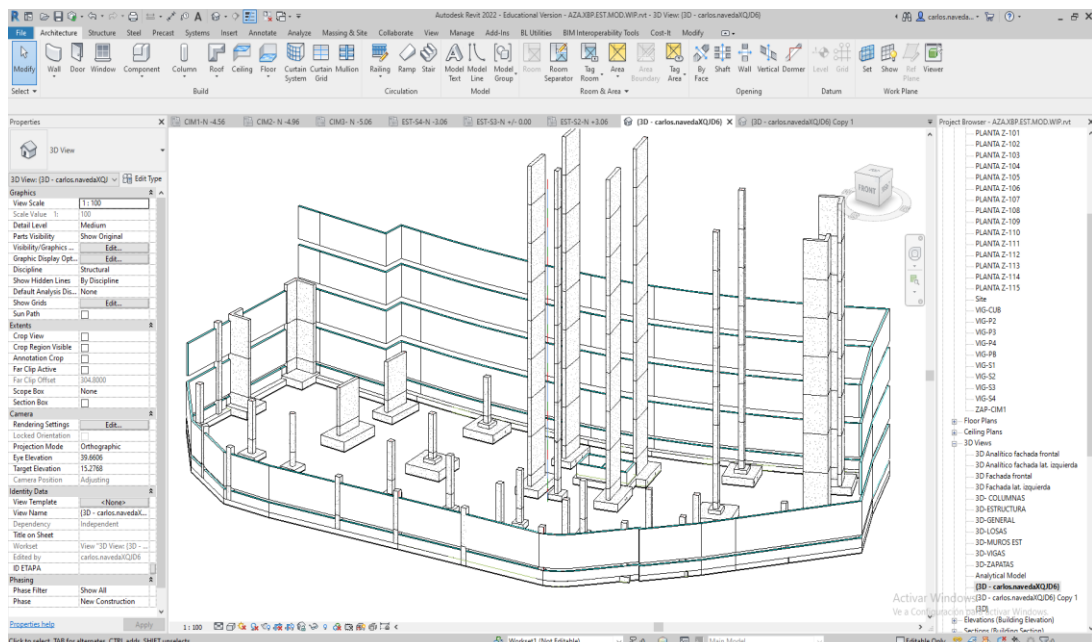 Autodesk Revit 2022 - Educational Version - AZA.XBP.EST.MOD.WIP.rvt - 3D View: {3D - carlos.navedaXQJD6}
carlos.naveda...
File Architecture Structure Steel Precast Systems Insert Annotate Analyze Massing & Site Collaborate View Manage Add-Ins BL Utilities BIM Interoperability Tools Cost-It Modify
Modify Wall Door Window Component Column Roof Ceiling Floor Curtain System Curtain Grid Mullion Railing Ramp Stair Model Text Model Line Model Group Room Room Separator Tag Room Area Area Boundary Tag Area By Face Shaft Wall Vertical Dormer Level Grid Set Show Ref Plane Viewer
Select Build Circulation Model Room & Area Opening Datum Work Plane
Properties
CIM1-N -4.56
CIM2- N -4.96
CIM3- N -5.06
EST-S4-N -3.06
EST-S3-N +/- 0.00
EST-S2-N +3.06
{3D - carlos.navedaXQJD6}
{3D - carlos.navedaXQJD6} Copy 1
Project Browser - AZA.XBP.EST.MOD.WIP.rvt
3D View
3D View: {3D - carlos.navedaXQJ
Edit Type
Graphics
View Scale 1 : 100
Scale Value 1: 100
Detail Level Medium
Parts Visibility Show Original
Visibility/Graphics ... Edit...
Graphic Display Opt... Edit...
Discipline Structural
Show Hidden Lines By Discipline
Default Analysis Dis... None
Show Grids Edit...
Sun Path
Extents
Crop View
Crop Region Visible
Annotation Crop
Far Clip Active
Far Clip Offset 304.8000
Scope Box None
Section Box
Camera
Rendering Settings Edit...
Locked Orientation
Projection Mode Orthographic
Eye Elevation 39.6606
Target Elevation 15.2768
Camera Position Adjusting
Identity Data
View Template <None>
View Name {3D - carlos.navedaX...
Dependency Independent
Title on Sheet
Workset View "3D View: {3D - ...
Edited by carlos.navedaXQJD6
ID ETAPA
Phasing
Phase Filter Show All
Phase New Construction
Properties help
Apply
FRONT
PLANTA Z-101
PLANTA Z-102
PLANTA Z-103
PLANTA Z-104
PLANTA Z-105
PLANTA Z-106
PLANTA Z-107
PLANTA Z-108
PLANTA Z-109
PLANTA Z-110
PLANTA Z-111
PLANTA Z-112
PLANTA Z-113
PLANTA Z-114
PLANTA Z-115
Site
VIG-CUB
VIG-P2
VIG-P3
VIG-P4
VIG-PB
VIG-S1
VIG-S2
VIG-S3
VIG-S4
ZAP-CIM1
Floor Plans
Ceiling Plans
3D Views
3D Analítico fachada frontal
3D Analítico fachada lat. izquierda
3D Fachada frontal
3D Fachada lat. izquierda
3D- COLUMNAS
3D-ESTRUCTURA
3D-GENERAL
3D-LOSAS
3D-MUROS EST
3D-VIGAS
3D-ZAPATAS
Analytical Model
{3D - carlos.navedaXQJD6}
{3D - carlos.navedaXQJD6} Copy 1
{3D}
Elevations (Building Elevation)
Sections (Building Section)
Activar Windows
Ve a Configuración para activar Windows.
1 : 100
Click to select, TAB for alternates, CTRL adds, SHIFT unselects.
Workset1 (Not Editable)
Main Model
Editable Only